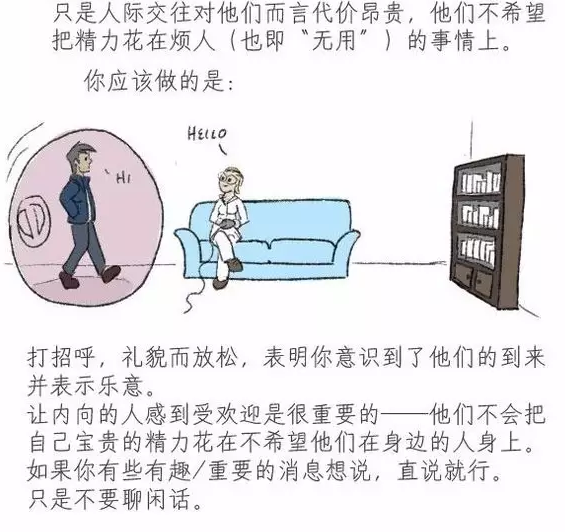 只是人际交往对他们而言代价昂贵，他们不希望
把精力花在烦人（也即“无用”）的事情上。
你应该做的是：
HELLO
HI
打招呼，礼貌而放松，表明你意识到了他们的到来
并表示乐意。
让内向的人感到受欢迎是很重要的——他们不会把
自己宝贵的精力花在不希望他们在身边的人身上。
如果你有些有趣/重要的消息想说，直说就行。
只是不要聊闲话。